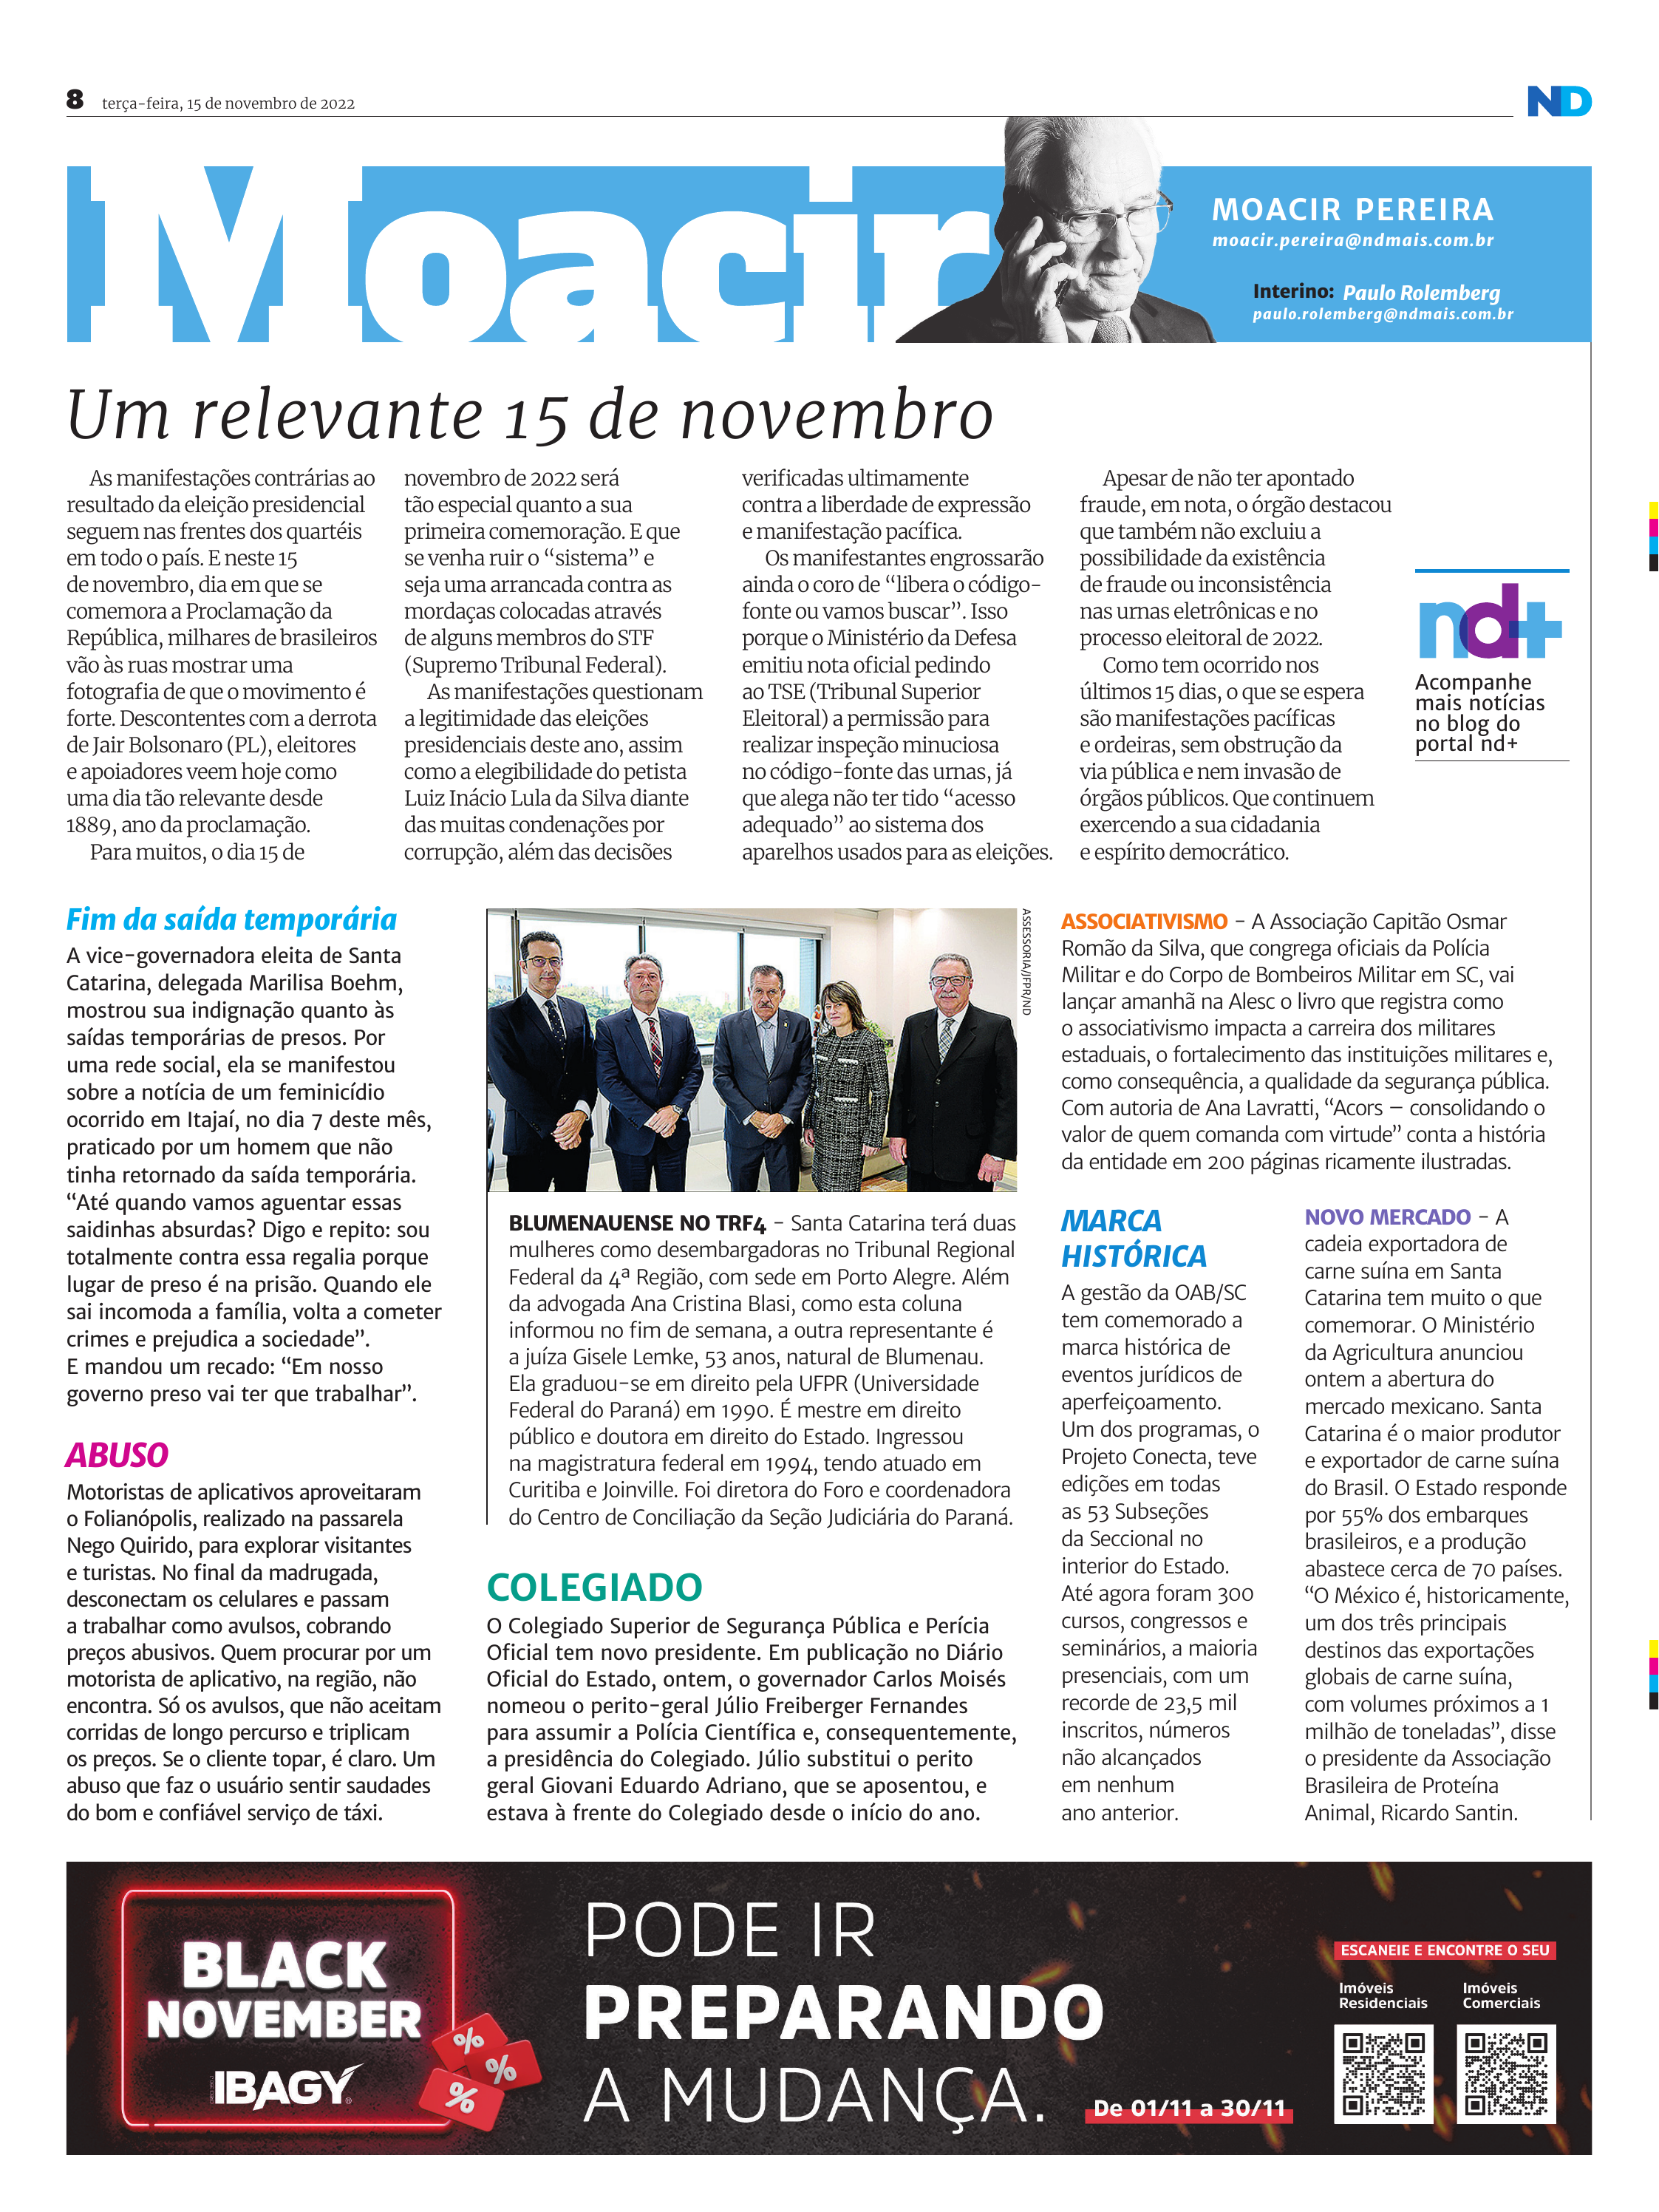 8 terça-feira, 15 de novembro de 2022
ND
Moacir
MOACIR PEREIRA
moacir.pereira@ndmais.com.br
Interino: Paulo Rolemberg
paulo.rolemberg@ndmais.com.br
Um relevante 15 de novembro
As manifestações contrárias ao
resultado da eleição presidencial
seguem nas frentes dos quartéis
em todo o país. E neste 15
de novembro, dia em que se
comemora a Proclamação da
República, milhares de brasileiros
vão às ruas mostrar uma
fotografia de que o movimento é
forte. Descontentes com a derrota
de Jair Bolsonaro (PL), eleitores
e apoiadores veem hoje como
uma dia tão relevante desde
1889, ano da proclamação.
Para muitos, o dia 15 de
novembro de 2022 será
tão especial quanto a sua
primeira comemoração. E que
se venha ruir o “sistema” e
seja uma arrancada contra as
mordaças colocadas através
de alguns membros do STF
(Supremo Tribunal Federal).
As manifestações questionam
a legitimidade das eleições
presidenciais deste ano, assim
como a elegibilidade do petista
Luiz Inácio Lula da Silva diante
das muitas condenações por
corrupção, além das decisões
verificadas ultimamente
contra a liberdade de expressão
e manifestação pacífica.
Os manifestantes engrossarão
ainda o coro de “libera o código-
fonte ou vamos buscar”. Isso
porque o Ministério da Defesa
emitiu nota oficial pedindo
ao TSE (Tribunal Superior
Eleitoral) a permissão para
realizar inspeção minuciosa
no código-fonte das urnas, já
que alega não ter tido “acesso
adequado” ao sistema dos
aparelhos usados para as eleições.
Apesar de não ter apontado
fraude, em nota, o órgão destacou
que também não excluiu a
possibilidade da existência
de fraude ou inconsistência
nas urnas eletrônicas e no
processo eleitoral de 2022.
Como tem ocorrido nos
últimos 15 dias, o que se espera
são manifestações pacíficas
e ordeiras, sem obstrução da
via pública e nem invasão de
órgãos públicos. Que continuem
exercendo a sua cidadania
e espírito democrático.
nd+
Acompanhe
mais notícias
no blog do
portal nd+
Fim da saída temporária
A vice-governadora eleita de Santa
Catarina, delegada Marilisa Boehm,
mostrou sua indignação quanto às
saídas temporárias de presos. Por
uma rede social, ela se manifestou
sobre a notícia de um feminicídio
ocorrido em Itajaí, no dia 7 deste mês,
praticado por um homem que não
tinha retornado da saída temporária.
“Até quando vamos aguentar essas
saidinhas absurdas? Digo e repito: sou
totalmente contra essa regalia porque
lugar de preso é na prisão. Quando ele
sai incomoda a família, volta a cometer
crimes e prejudica a sociedade”.
E mandou um recado: “Em nosso
governo preso vai ter que trabalhar”.
ABUSO
Motoristas de aplicativos aproveitaram
o Folianópolis, realizado na passarela
Nego Quirido, para explorar visitantes
e turistas. No final da madrugada,
desconectam os celulares e passam
a trabalhar como avulsos, cobrando
preços abusivos. Quem procurar por um
motorista de aplicativo, na região, não
encontra. Só os avulsos, que não aceitam
corridas de longo percurso e triplicam
os preços. Se o cliente topar, é claro. Um
abuso que faz o usuário sentir saudades
do bom e confiável serviço de táxi.
ASSESSORIA/JFPR/ND
BLUMENAUENSE NO TRF4 - Santa Catarina terá duas
mulheres como desembargadoras no Tribunal Regional
Federal da 4ª Região, com sede em Porto Alegre. Além
da advogada Ana Cristina Blasi, como esta coluna
informou no fim de semana, a outra representante é
a juíza Gisele Lemke, 53 anos, natural de Blumenau.
Ela graduou-se em direito pela UFPR (Universidade
Federal do Paraná) em 1990. É mestre em direito
público e doutora em direito do Estado. Ingressou
na magistratura federal em 1994, tendo atuado em
Curitiba e Joinville. Foi diretora do Foro e coordenadora
do Centro de Conciliação da Seção Judiciária do Paraná.
COLEGIADO
O Colegiado Superior de Segurança Pública e Perícia
Oficial tem novo presidente. Em publicação no Diário
Oficial do Estado, ontem, o governador Carlos Moisés
nomeou o perito-geral Júlio Freiberger Fernandes
para assumir a Polícia Científica e, consequentemente,
a presidência do Colegiado. Júlio substitui o perito
geral Giovani Eduardo Adriano, que se aposentou, e
estava à frente do Colegiado desde o início do ano.
ASSOCIATIVISMO - A Associação Capitão Osmar
Romão da Silva, que congrega oficiais da Polícia
Militar e do Corpo de Bombeiros Militar em SC, vai
lançar amanhã na Alesc o livro que registra como
o associativismo impacta a carreira dos militares
estaduais, o fortalecimento das instituições militares e,
como consequência, a qualidade da segurança pública.
Com autoria de Ana Lavratti, “Acors – consolidando o
valor de quem comanda com virtude” conta a história
da entidade em 200 páginas ricamente ilustradas.
MARCA
HISTÓRICA
A gestão da OAB/SC
tem comemorado a
marca histórica de
eventos jurídicos de
aperfeiçoamento.
Um dos programas, o
Projeto Conecta, teve
edições em todas
as 53 Subseções
da Seccional no
interior do Estado.
Até agora foram 300
cursos, congressos e
seminários, a maioria
presenciais, com um
recorde de 23,5 mil
inscritos, números
não alcançados
em nenhum
ano anterior.
NOVO MERCADO - A
cadeia exportadora de
carne suína em Santa
Catarina tem muito o que
comemorar. O Ministério
da Agricultura anunciou
ontem a abertura do
mercado mexicano. Santa
Catarina é o maior produtor
e exportador de carne suína
do Brasil. O Estado responde
por 55% dos embarques
brasileiros, e a produção
abastece cerca de 70 países.
“O México é, historicamente,
um dos três principais
destinos das exportações
globais de carne suína,
com volumes próximos a 1
milhão de toneladas”, disse
o presidente da Associação
Brasileira de Proteína
Animal, Ricardo Santin.
BLACK
NOVEMBER
IBAGY
% % %
PODE IR
PREPARANDO
A MUDANÇA.
De 01/11 a 30/11
ESCANEIE E ENCONTRE O SEU
Imóveis
Residenciais
Imóveis
Comerciais